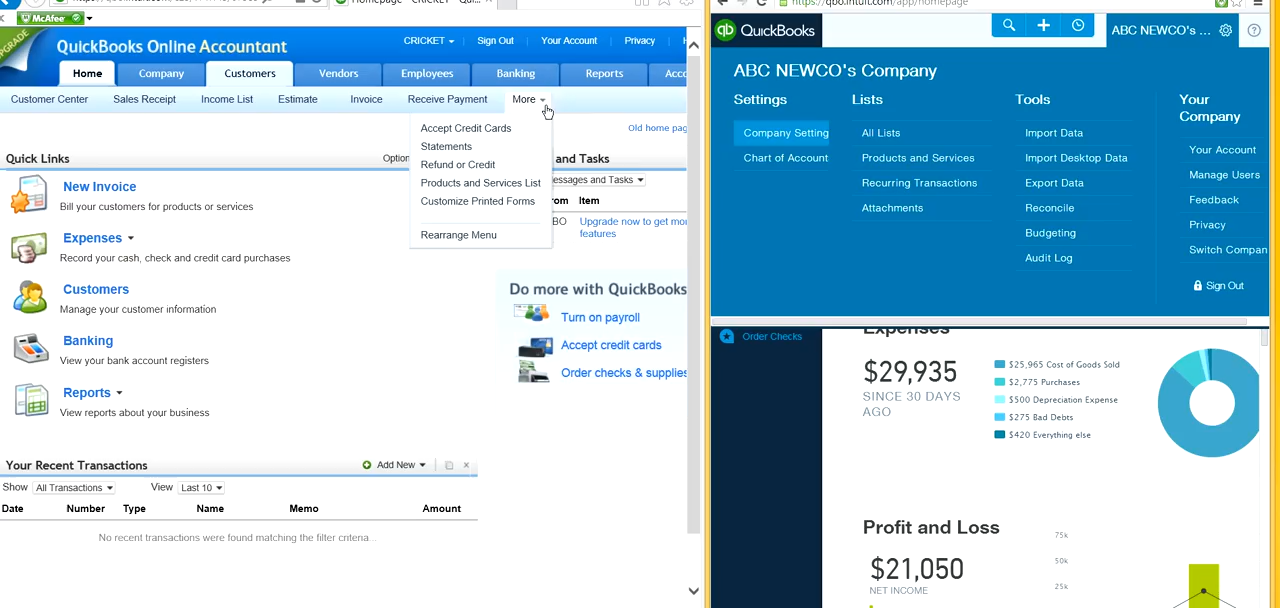 Homepage - CRICKET
McAfee
UPGRADE
QuickBooks Online Accountant
CRICKET Sign Out Your Account Privacy
Home Company Customers Vendors Employees Banking Reports
Customer Center Sales Receipt Income List Estimate Invoice Receive Payment More
Accept Credit Cards
Statements
Refund or Credit
Products and Services List
Customize Printed Forms
Rearrange Menu
Old home pag
Quick Links
Option
and Tasks
essages and Tasks
om Item
BO Upgrade now to get mor
features
New Invoice
Bill your customers for products or services
Expenses
Record your cash, check and credit card purchases
Customers
Manage your customer information
Banking
View your bank account registers
Reports
View reports about your business
Do more with QuickBooks
Turn on payroll
Accept credit cards
Order checks & supplies
Your Recent Transactions
Add New
Show All Transactions View Last 10
Date Number Type Name Memo Amount
No recent transactions were found matching the filter criteria...
https://qbo.intuit.com/app/homepage
qb QuickBooks
ABC NEWCO's ...
ABC NEWCO's Company
Settings
Company Setting
Chart of Account
Lists
All Lists
Products and Services
Recurring Transactions
Attachments
Tools
Import Data
Import Desktop Data
Export Data
Reconcile
Budgeting
Audit Log
Your
Company
Your Account
Manage Users
Feedback
Privacy
Switch Compan
Sign Out
Order Checks
Expenses
$29,935
SINCE 30 DAYS
AGO
$25,965 Cost of Goods Sold
$2,775 Purchases
$500 Depreciation Expense
$275 Bad Debts
$420 Everything else
Profit and Loss
$21,050
NET INCOME
75k
50k
25k